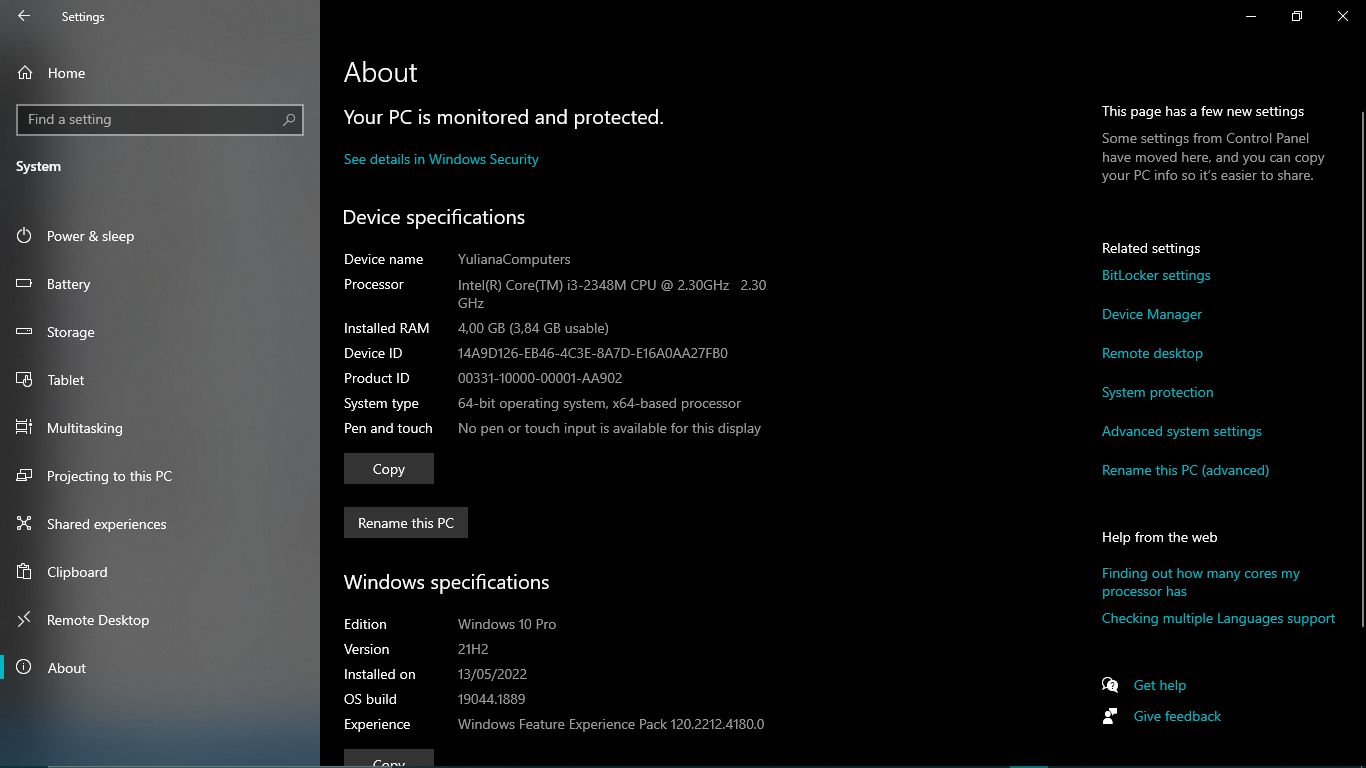 Settings
Home
Find a setting
System
Power & sleep
Battery
Storage
Tablet
Multitasking
Projecting to this PC
Shared experiences
Clipboard
Remote Desktop
About
About
Your PC is monitored and protected.
See details in Windows Security
Device specifications
Device name YulianaComputers
Processor Intel(R) Core(TM) i3-2348M CPU @ 2.30GHz 2.30
GHz
Installed RAM 4,00 GB (3,84 GB usable)
Device ID 14A9D126-EB46-4C3E-8A7D-E16A0AA27FB0
Product ID 00331-10000-00001-AA902
System type 64-bit operating system, x64-based processor
Pen and touch No pen or touch input is available for this display
Copy
Rename this PC
Windows specifications
Edition Windows 10 Pro
Version 21H2
Installed on 13/05/2022
OS build 19044.1889
Experience Windows Feature Experience Pack 120.2212.4180.0
Copy
This page has a few new settings
Some settings from Control Panel
have moved here, and you can copy
your PC info so it's easier to share.
Related settings
BitLocker settings
Device Manager
Remote desktop
System protection
Advanced system settings
Rename this PC (advanced)
Help from the web
Finding out how many cores my
processor has
Checking multiple Languages support
Get help
Give feedback